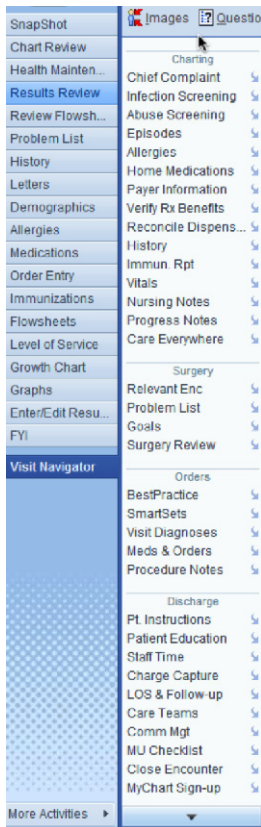 SnapShot
Chart Review
Health Mainten...
Results Review
Review Flowsh...
Problem List
History
Letters
Demographics
Allergies
Medications
Order Entry
Immunizations
Flowsheets
Level of Service
Growth Chart
Graphs
Enter/Edit Resu...
FYI
Visit Navigator
More Activities
Images Questio
Charting
Chief Complaint
Infection Screening
Abuse Screening
Episodes
Allergies
Home Medications
Payer Information
Verify Rx Benefits
Reconcile Dispens...
History
Immun. Rpt
Vitals
Nursing Notes
Progress Notes
Care Everywhere
Surgery
Relevant Enc
Problem List
Goals
Surgery Review
Orders
BestPractice
SmartSets
Visit Diagnoses
Meds & Orders
Procedure Notes
Discharge
Pt. Instructions
Patient Education
Staff Time
Charge Capture
LOS & Follow-up
Care Teams
Comm Mgt
MU Checklist
Close Encounter
MyChart Sign-up